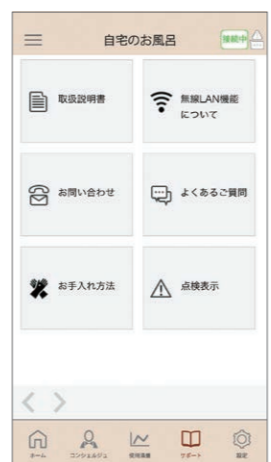 自宅のお風呂
接続中
取扱説明書
無線LAN機能
について
お問い合わせ
よくあるご質問
お手入れ方法
点検表示
ホーム
コンシェルジュ
使用湯量
サポート
設定